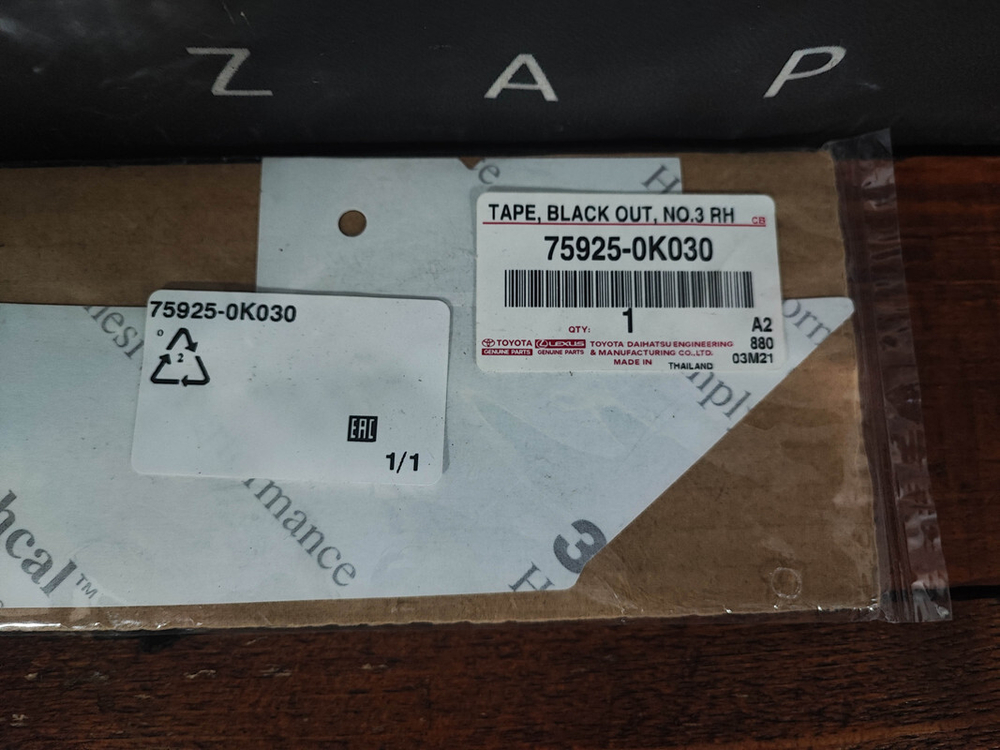 Z A P
TAPE, BLACK OUT, NO.3 RH CB
75925-0K030
QTY: 1
A2
880
03M21
TOYOTA GENUINE PARTS
LEXUS GENUINE PARTS
TOYOTA DAIHATSU ENGINEERING
& MANUFACTURING CO.,LTD.
MADE IN THAILAND
75925-0K030
2
EAC
1/1
rmance
hcal™
3
H